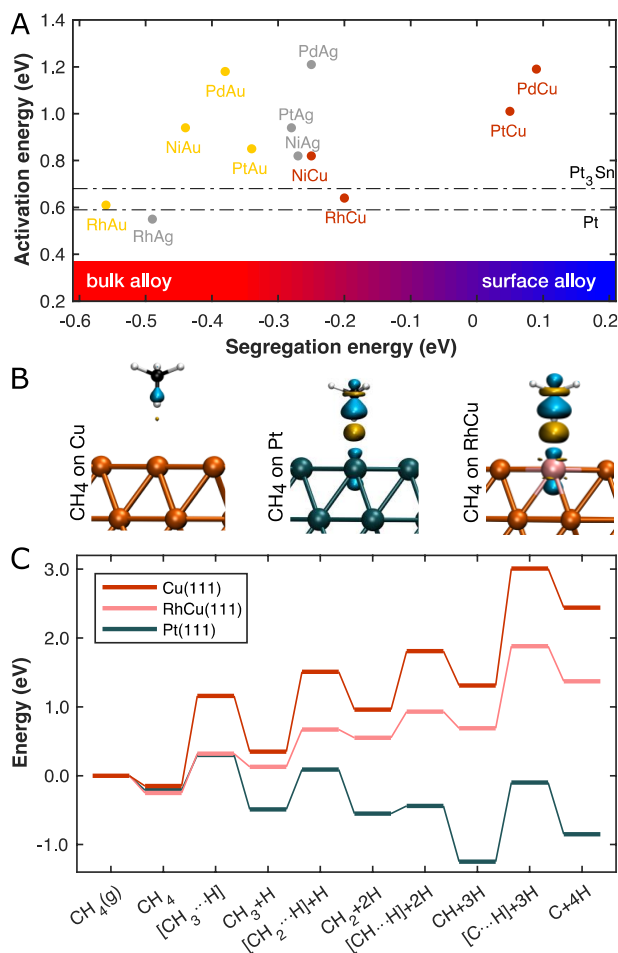 A
Activation energy (eV)
1.4
1.2
1.0
0.8
0.6
0.4
0.2
PdAg
PdAu
PdCu
PtAg
PtCu
NiAu
NiAg
PtAu
NiCu
Pt3Sn
RhAu
RhCu
Pt
RhAg
bulk alloy
surface alloy
-0.6
-0.5
-0.4
-0.3
-0.2
-0.1
0
0.1
0.2
Segregation energy (eV)
B
CH4 on Cu
CH4 on Pt
CH4 on RhCu
C
Energy (eV)
3.0
2.0
1.0
0.0
-1.0
Cu(111)
RhCu(111)
Pt(111)
CH4(g)
CH4
[CH3···H]
CH3+H
[CH2···H]+H
CH2+2H
[CH···H]+2H
CH+3H
[C···H]+3H
C+4H